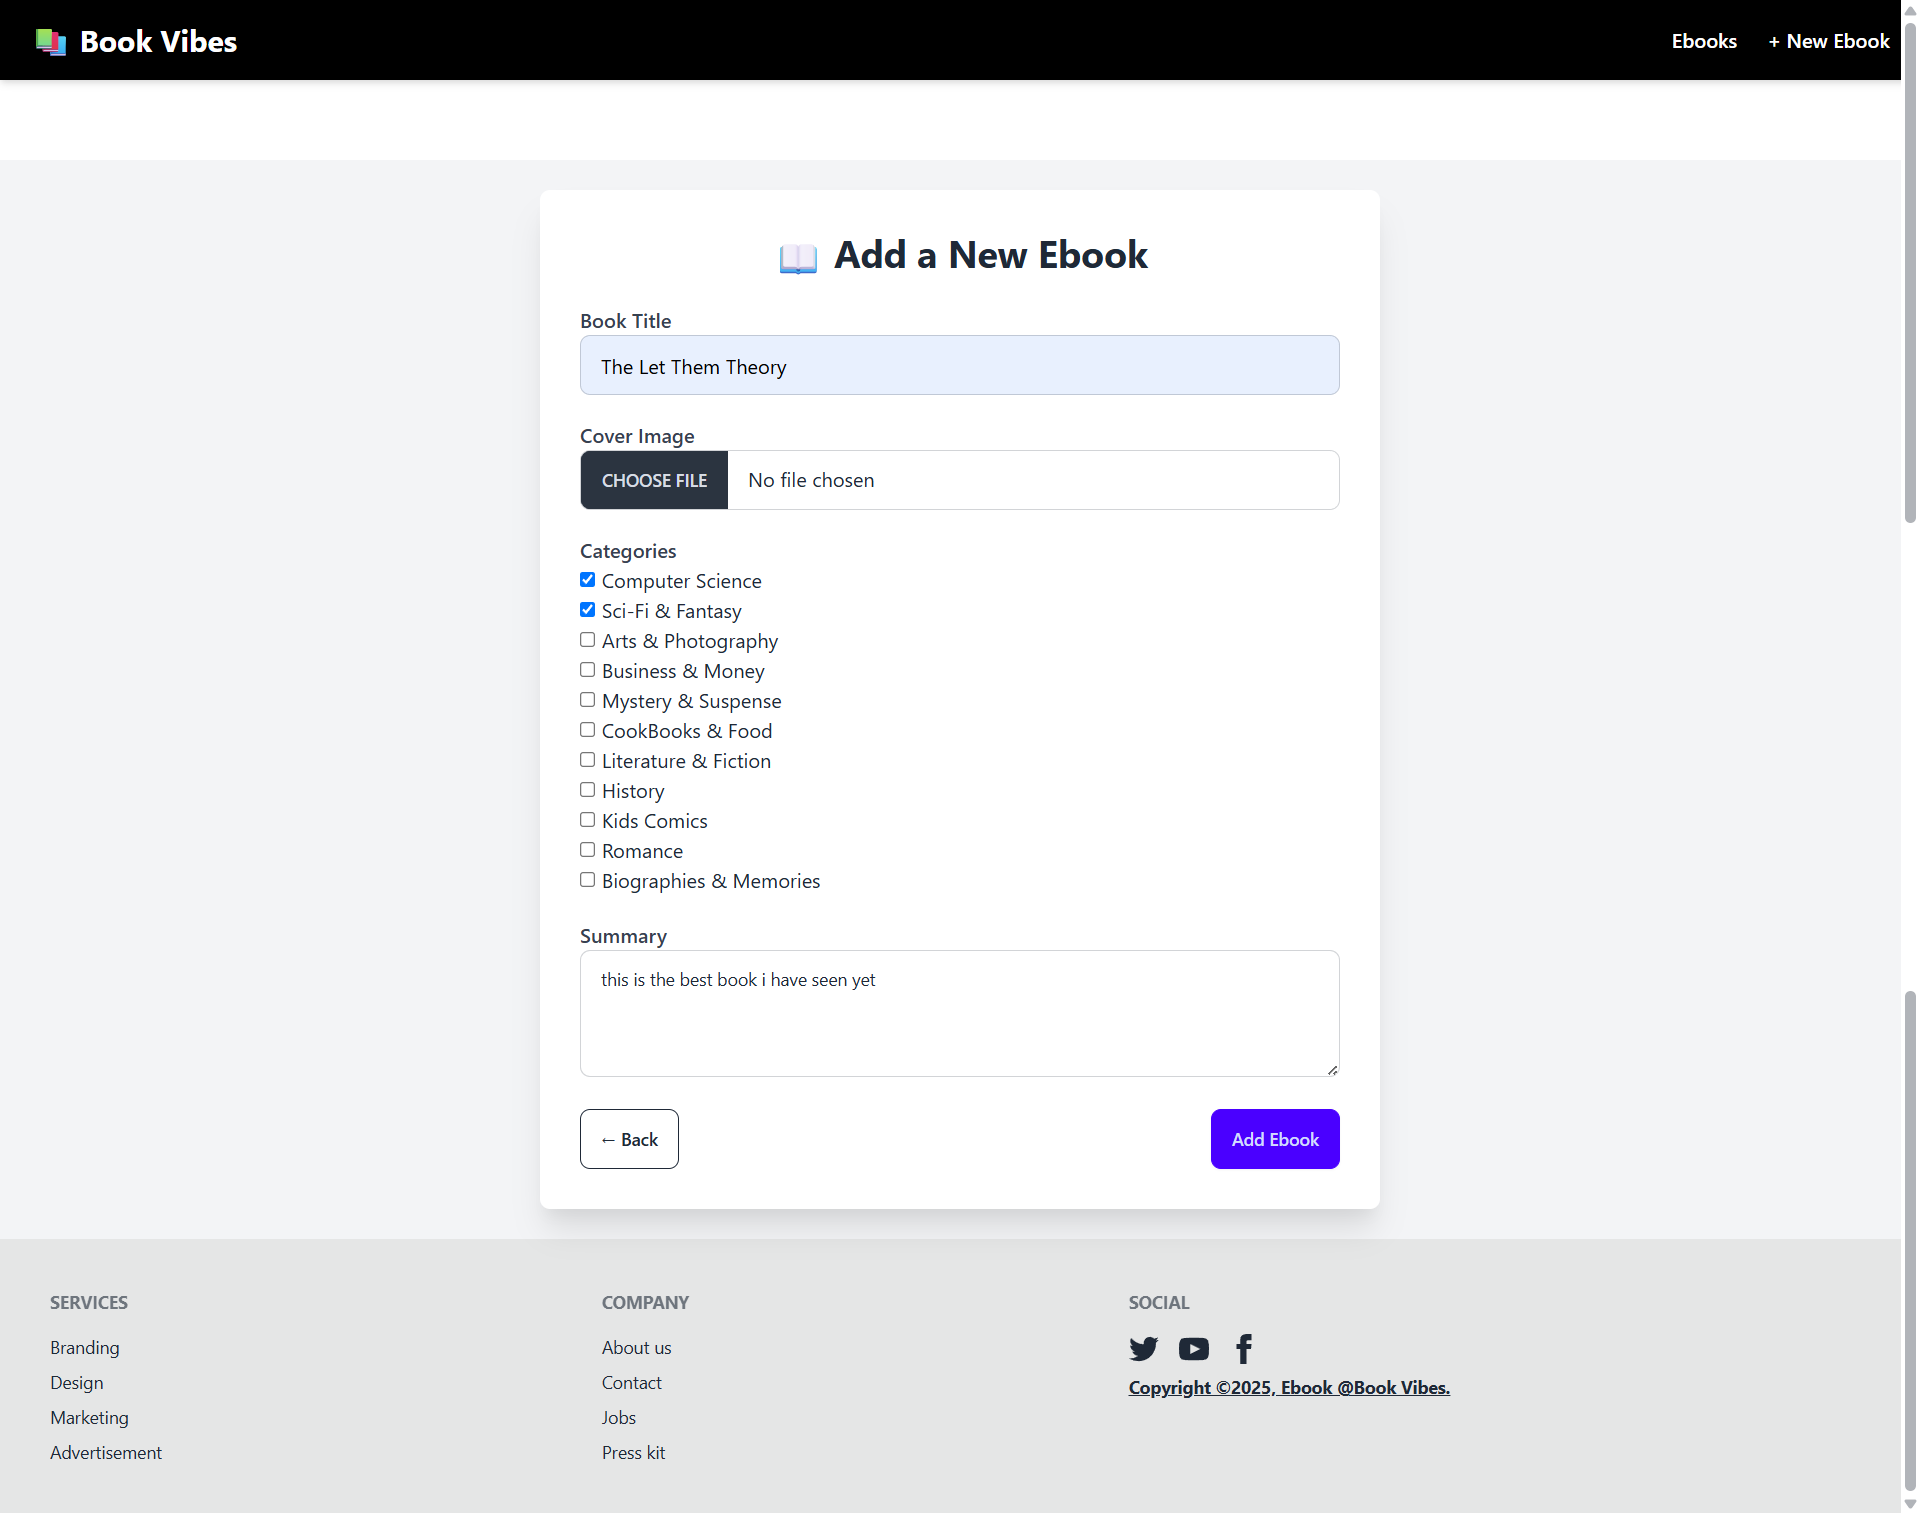 Book Vibes
Ebooks
+ New Ebook
Add a New Ebook
Book Title
The Let Them Theory
Cover Image
CHOOSE FILE No file chosen
Categories
Computer Science
Sci-Fi & Fantasy
Arts & Photography
Business & Money
Mystery & Suspense
CookBooks & Food
Literature & Fiction
History
Kids Comics
Romance
Biographies & Memories
Summary
this is the best book i have seen yet
← Back
Add Ebook
SERVICES
Branding
Design
Marketing
Advertisement
COMPANY
About us
Contact
Jobs
Press kit
SOCIAL
Copyright ©2025, Ebook @Book Vibes.